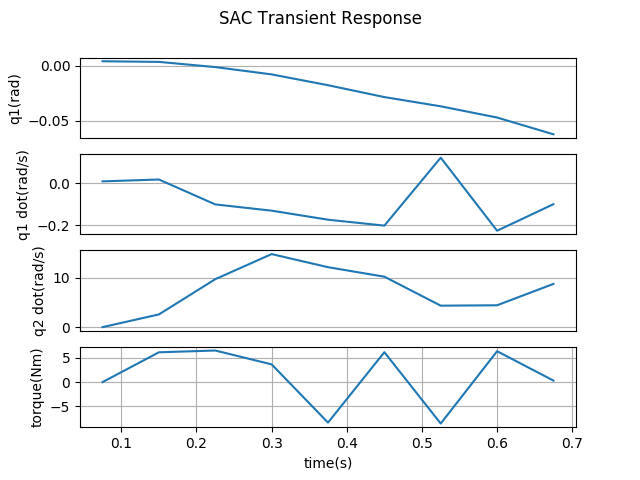 SAC Transient Response
q1(rad)
0.00
−0.05
q1 dot(rad/s)
0.0
−0.2
q2 dot(rad/s)
10
0
torque(Nm)
5
0
−5
0.1 0.2 0.3 0.4 0.5 0.6 0.7
time(s)